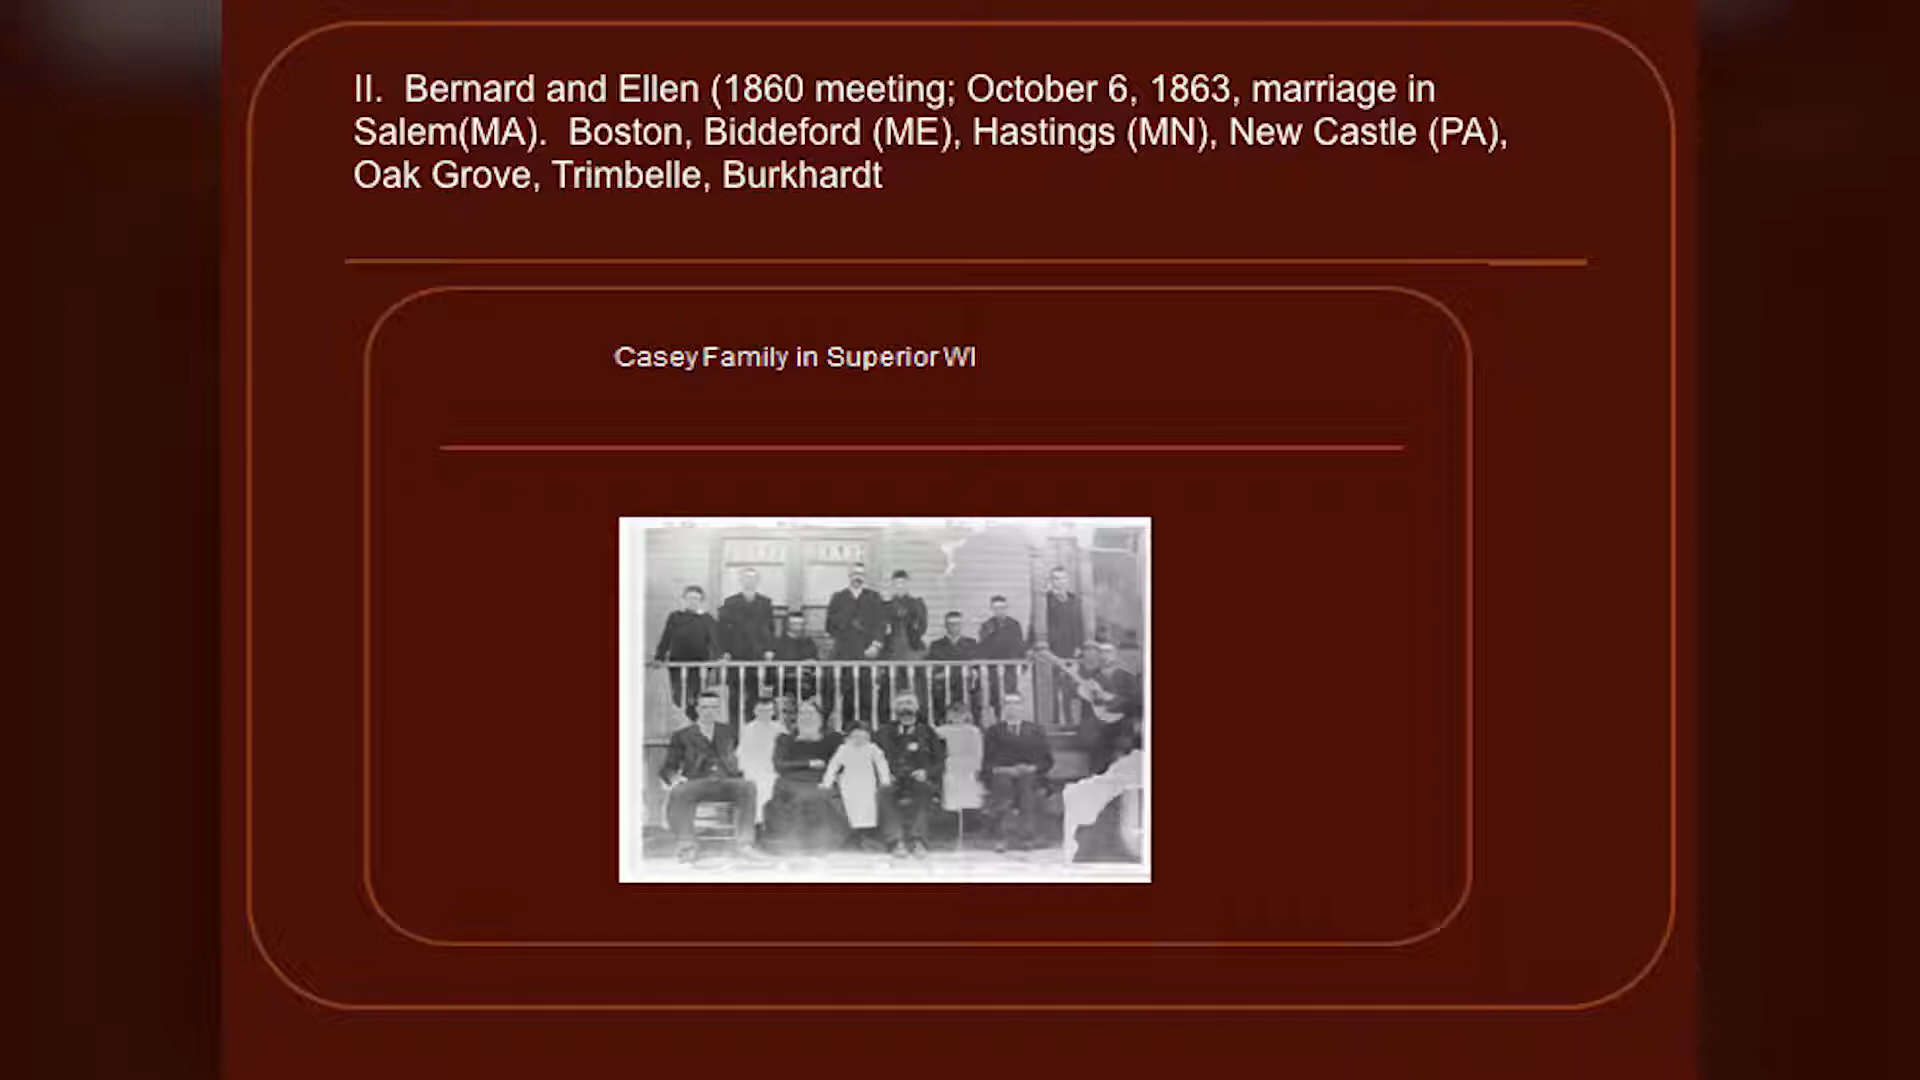 II.  Bernard and Ellen (1860 meeting; October 6, 1863, marriage in
Salem(MA).  Boston, Biddeford (ME), Hastings (MN), New Castle (PA),
Oak Grove, Trimbelle, Burkhardt
Casey Family in Superior WI